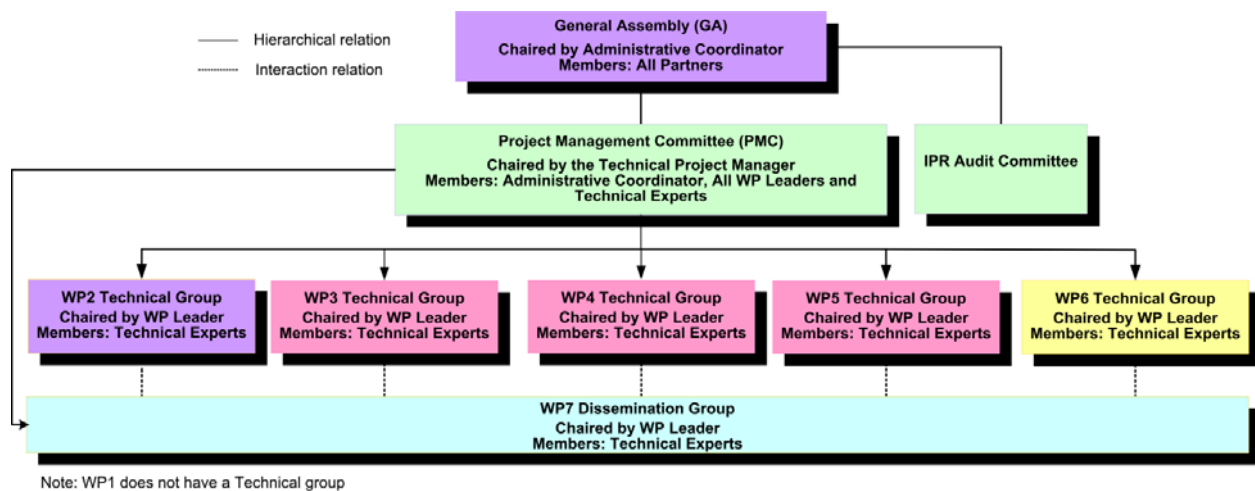 Hierarchical relation
Interaction relation
General Assembly (GA)
Chaired by Administrative Coordinator
Members: All Partners
Project Management Committee (PMC)
Chaired by the Technical Project Manager
Members: Administrative Coordinator, All WP Leaders and
Technical Experts
IPR Audit Committee
WP2 Technical Group
Chaired by WP Leader
Members: Technical Experts
WP3 Technical Group
Chaired by WP Leader
Members: Technical Experts
WP4 Technical Group
Chaired by WP Leader
Members: Technical Experts
WP5 Technical Group
Chaired by WP Leader
Members: Technical Experts
WP6 Technical Group
Chaired by WP Leader
Members: Technical Experts
WP7 Dissemination Group
Chaired by WP Leader
Members: Technical Experts
Note: WP1 does not have a Technical group